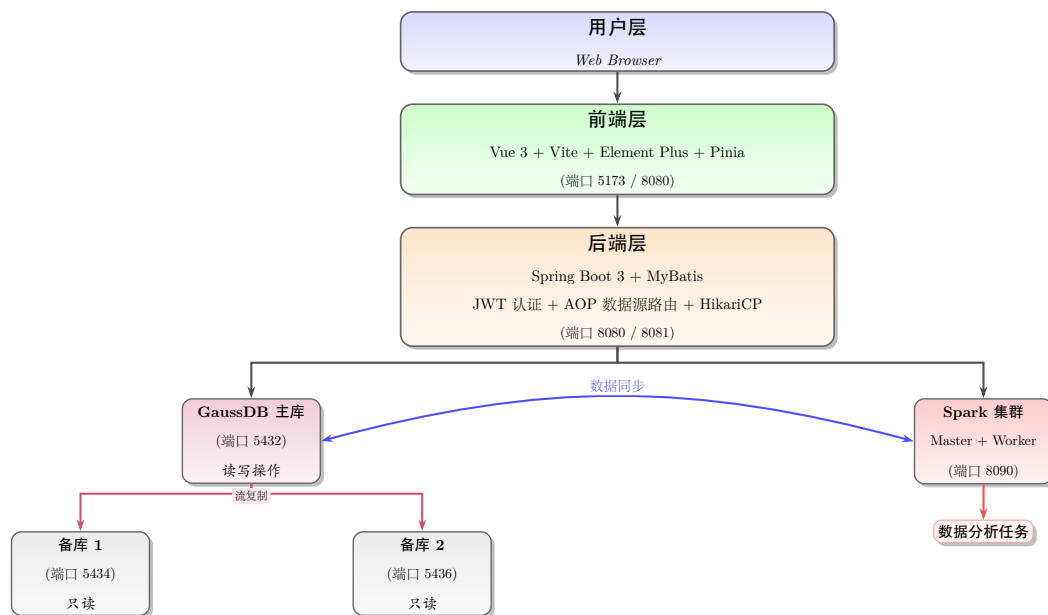 用户层
Web Browser
前端层
Vue 3 + Vite + Element Plus + Pinia
(端口 5173 / 8080)
后端层
Spring Boot 3 + MyBatis
JWT 认证 + AOP 数据源路由 + HikariCP
(端口 8080 / 8081)
数据同步
GaussDB 主库
(端口 5432)
读写操作
Spark 集群
Master + Worker
(端口 8090)
流复制
数据分析任务
备库 1
(端口 5434)
只读
备库 2
(端口 5436)
只读